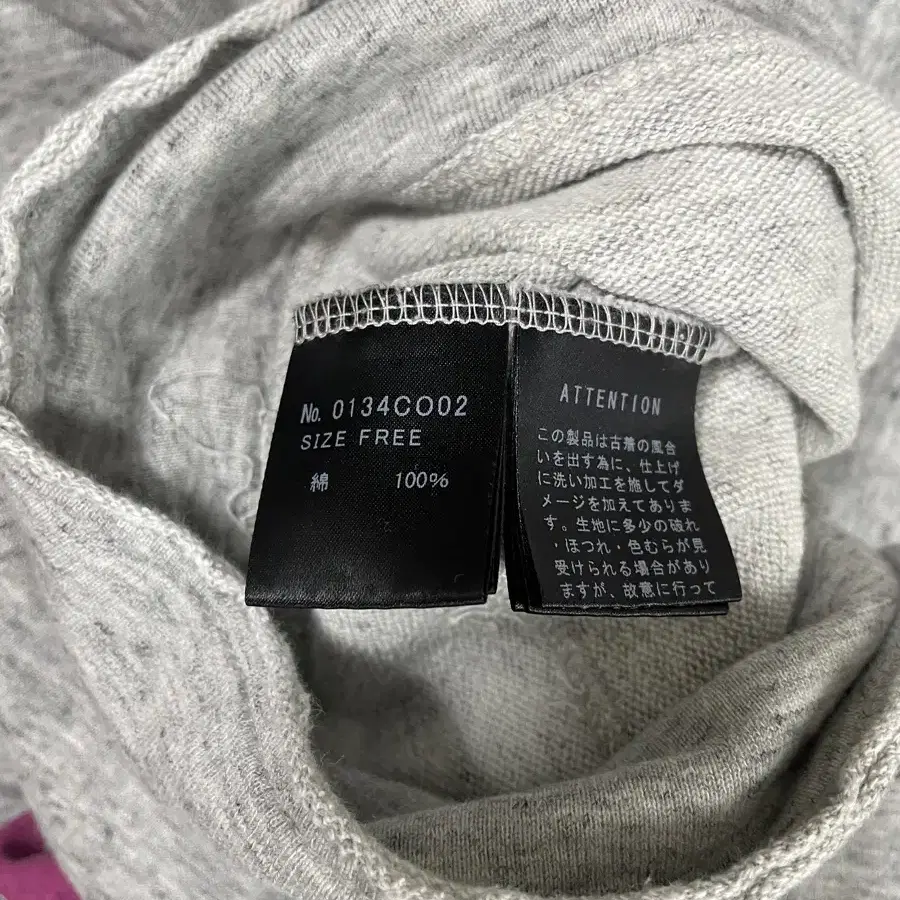 No. 0134CO02
SIZE FREE
綿 100%
ATTENTION
この製品は古着の風合
いを出す為に、仕上げ
に洗い加工を施してダ
メージを加えてありま
す。生地に多少の破れ
・ほつれ・色むらが見
受けられる場合があり
ますが、故意に行って